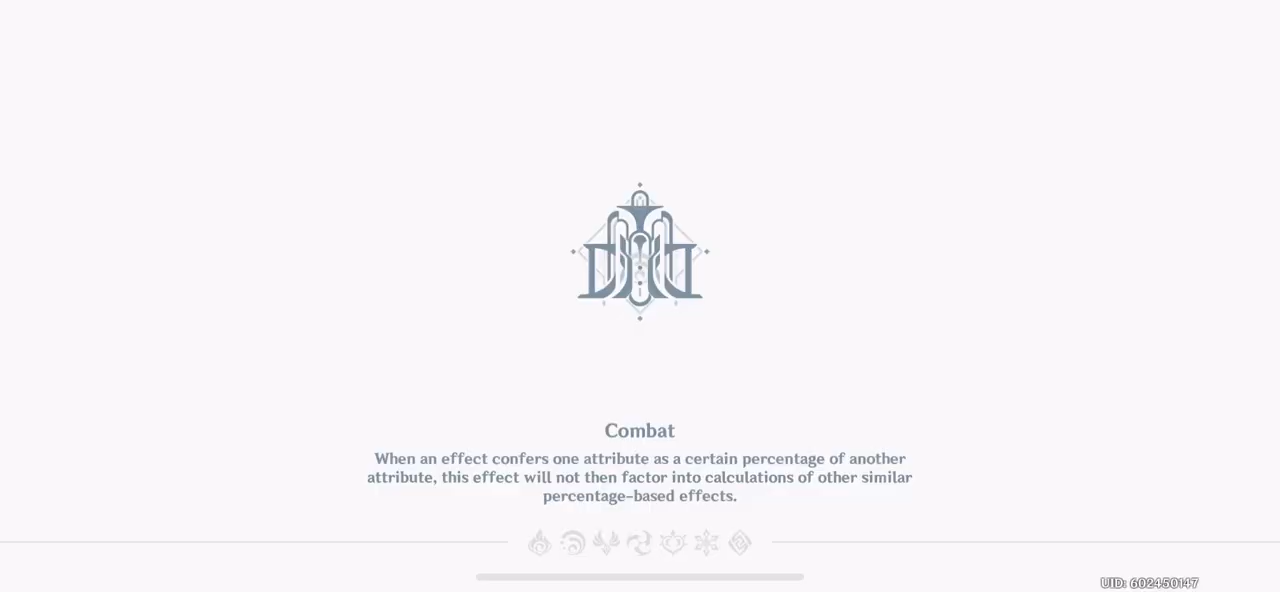 Combat
When an effect confers one attribute as a certain percentage of another
attribute, this effect will not then factor into calculations of other similar
percentage-based effects.
UID: 602450147